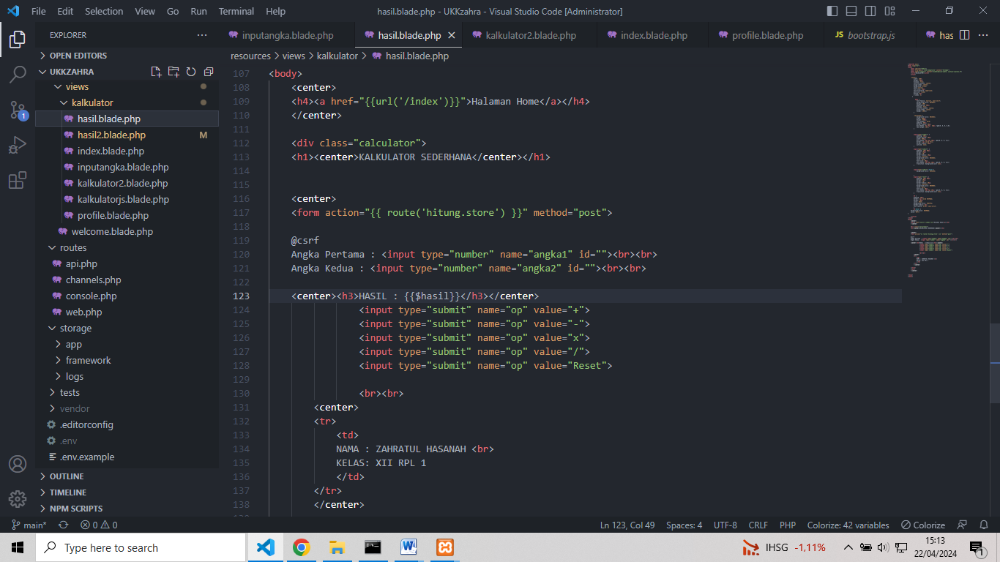 File Edit Selection View Go Run Terminal Help hasil.blade.php - UKKzahra - Visual Studio Code [Administrator]
EXPLORER
inputangka.blade.php hasil.blade.php kalkulator2.blade.php index.blade.php profile.blade.php JS bootstrap.js has
OPEN EDITORS
UKKZAHRA
views
kalkulator
hasil.blade.php
hasil2.blade.php M
index.blade.php
inputangka.blade.php
kalkulator2.blade.php
kalkulatorjs.blade.php
profile.blade.php
welcome.blade.php
routes
api.php
channels.php
console.php
web.php
storage
app
framework
logs
tests
vendor
.editorconfig
.env
.env.example
OUTLINE
TIMELINE
NPM SCRIPTS
1
resources > views > kalkulator > hasil.blade.php
107 <body>
108 <center>
109 <h4><a href="{{url('/index')}}">Halaman Home</a></h4>
110 </center>
111
112 <div class="calculator">
113 <h1><center>KALKULATOR SEDERHANA</center></h1>
114
115
116 <center>
117 <form action="{{ route('hitung.store') }}" method="post">
118
119 @csrf
120 Angka Pertama : <input type="number" name="angka1" id=""><br><br>
121 Angka Kedua : <input type="number" name="angka2" id=""><br><br>
122
123 <center><h3>HASIL : {{$hasil}}</h3></center>
124 <input type="submit" name="op" value="+">
125 <input type="submit" name="op" value="-">
126 <input type="submit" name="op" value="x">
127 <input type="submit" name="op" value="/">
128 <input type="submit" name="op" value="Reset">
129
130 <br><br>
131 <center>
132 <tr>
133 <td>
134 NAMA : ZAHRATUL HASANAH <br>
135 KELAS: XII RPL 1
136 </td>
137 </tr>
138 </center>
main* 0 0 Ln 123, Col 49 Spaces: 4 UTF-8 CRLF PHP Colorize: 42 variables Colorize
Type here to search IHSG -1,11% 15:13
22/04/2024 1